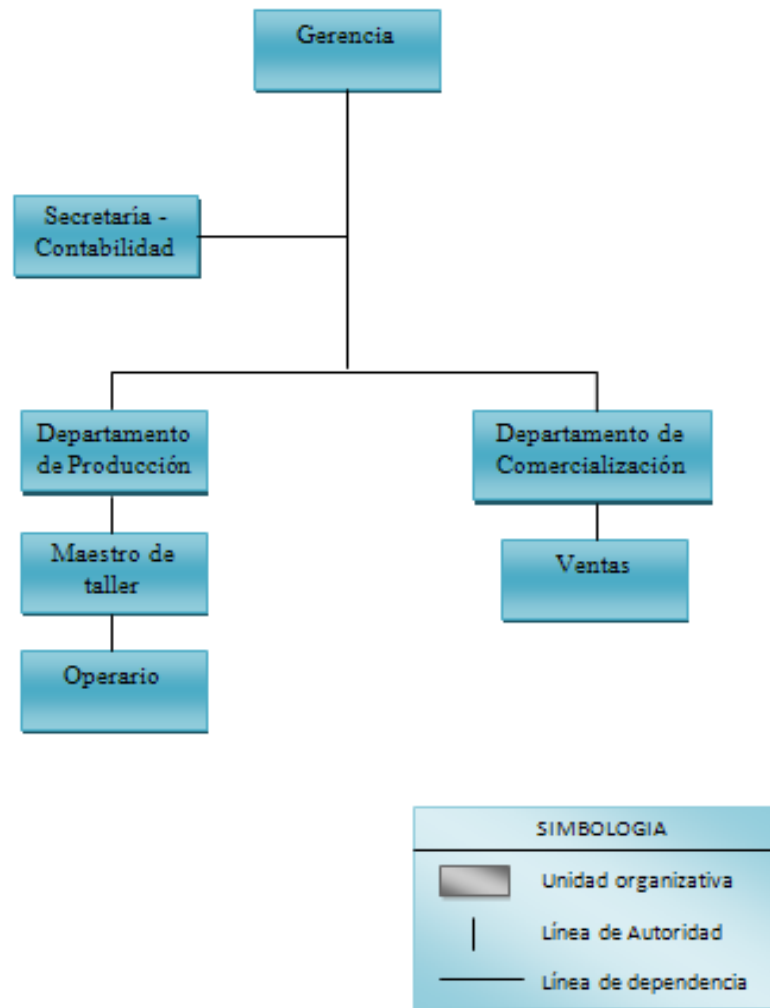 Gerencia
Secretaría -
Contabilidad
Departamento
de Producción
Departamento de
Comercialización
Maestro de
taller
Ventas
Operario
SIMBOLOGIA
Unidad organizativa
Línea de Autoridad
Línea de dependencia